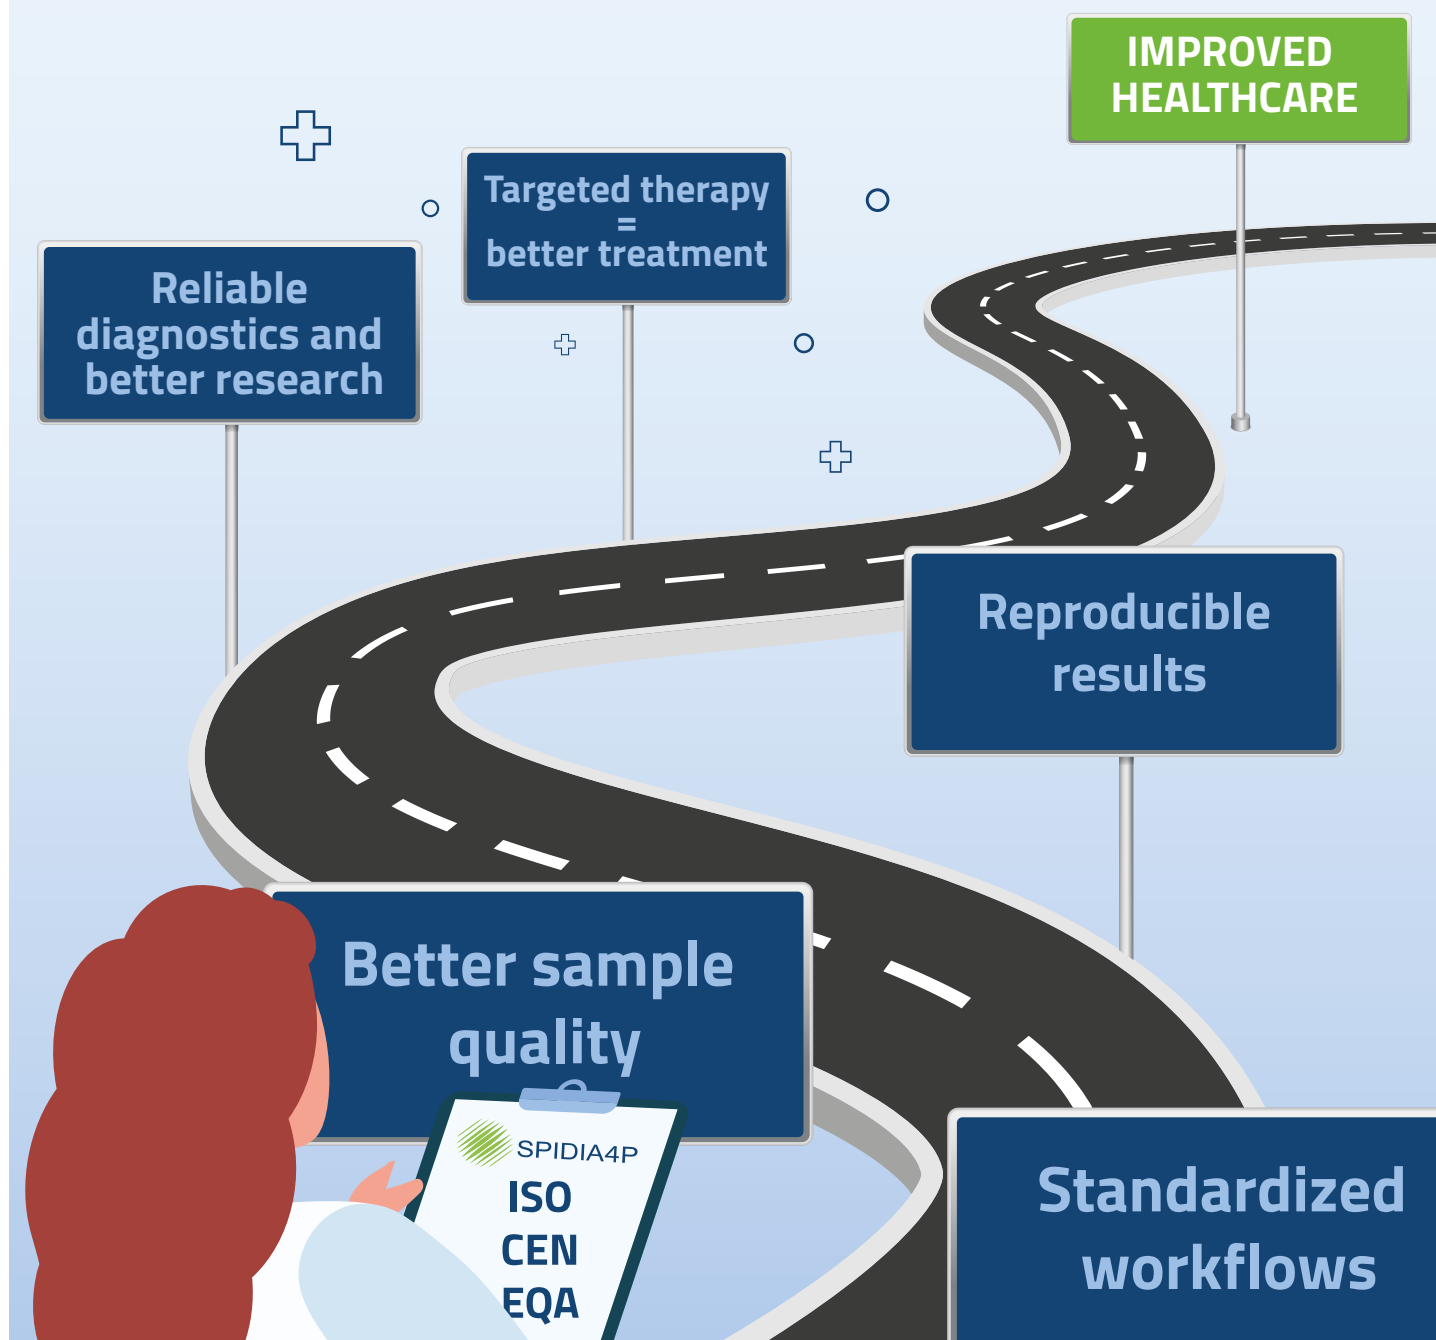 IMPROVED
HEALTHCARE
Targeted therapy
=
better treatment
Reliable
diagnostics and
better research
Reproducible
results
Better sample
quality
SPIDIA4P
ISO
CEN
EQA
Standardized
workflows